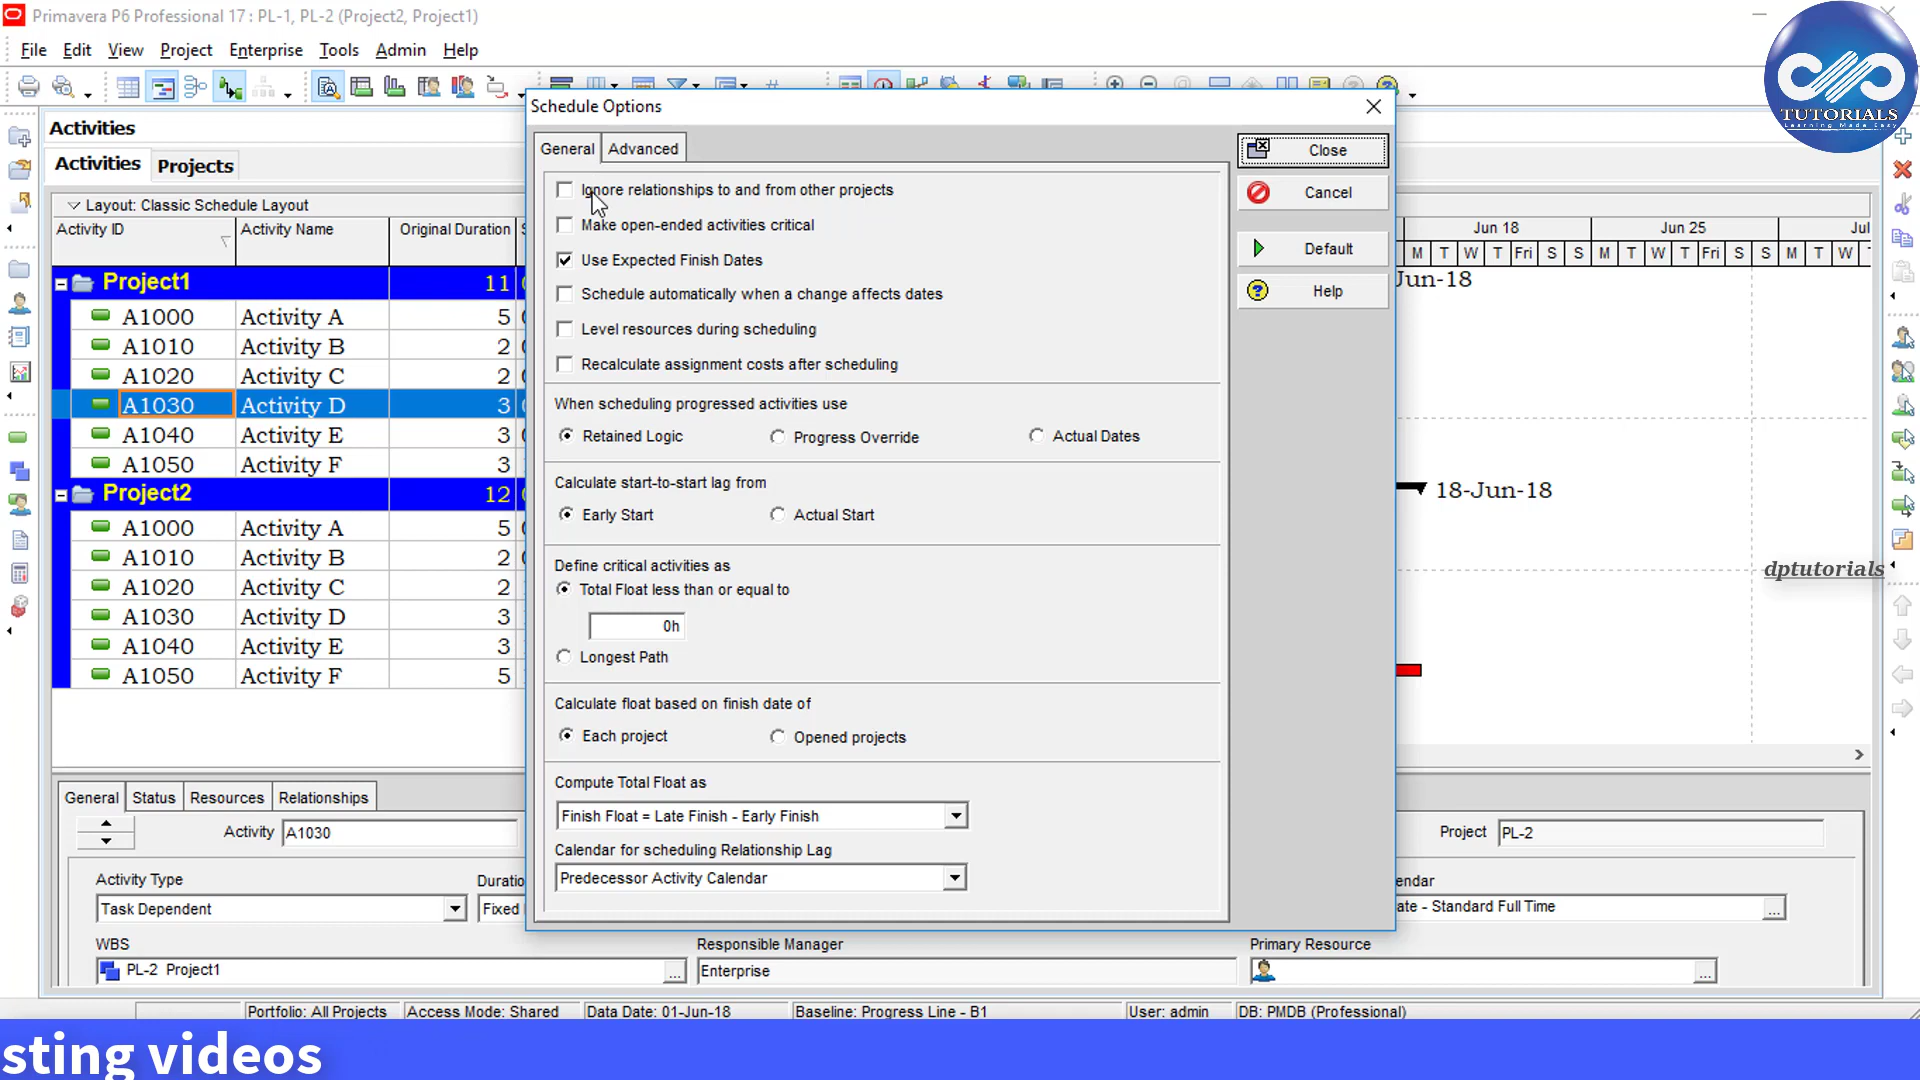 Primavera P6 Professional 17 : PL-1, PL-2 (Project2, Project1)
File Edit View Project Enterprise Tools Admin Help
TUTORIALS
Learning Made Easy
Activities
Activities Projects
Layout: Classic Schedule Layout
Activity ID Activity Name Original Duration S
Project1 11
A1000 Activity A 5
A1010 Activity B 2
A1020 Activity C 2
A1030 Activity D 3
A1040 Activity E 3
A1050 Activity F 3
Project2 12
A1000 Activity A 5
A1010 Activity B 2
A1020 Activity C 2
A1030 Activity D 3
A1040 Activity E 3
A1050 Activity F 5
Schedule Options
General Advanced
Ignore relationships to and from other projects
Make open-ended activities critical
Use Expected Finish Dates
Schedule automatically when a change affects dates
Level resources during scheduling
Recalculate assignment costs after scheduling
When scheduling progressed activities use
Retained Logic Progress Override Actual Dates
Calculate start-to-start lag from
Early Start Actual Start
Define critical activities as
Total Float less than or equal to
0h
Longest Path
Calculate float based on finish date of
Each project Opened projects
Compute Total Float as
Finish Float = Late Finish - Early Finish
Calendar for scheduling Relationship Lag
Predecessor Activity Calendar
Close
Cancel
Default
Help
Jun 18 Jun 25 Jul
M T W T Fri S S M T W T Fri S S M T W T
Jun-18
18-Jun-18
dptutorials
General Status Resources Relationships
Activity A1030 Project PL-2
Activity Type Duratio endar
Task Dependent Fixed ate - Standard Full Time
WBS Responsible Manager Primary Resource
PL-2 Project1 Enterprise
Portfolio: All Projects Access Mode: Shared Data Date: 01-Jun-18 Baseline: Progress Line - B1 User: admin DB: PMDB (Professional)
sting videos